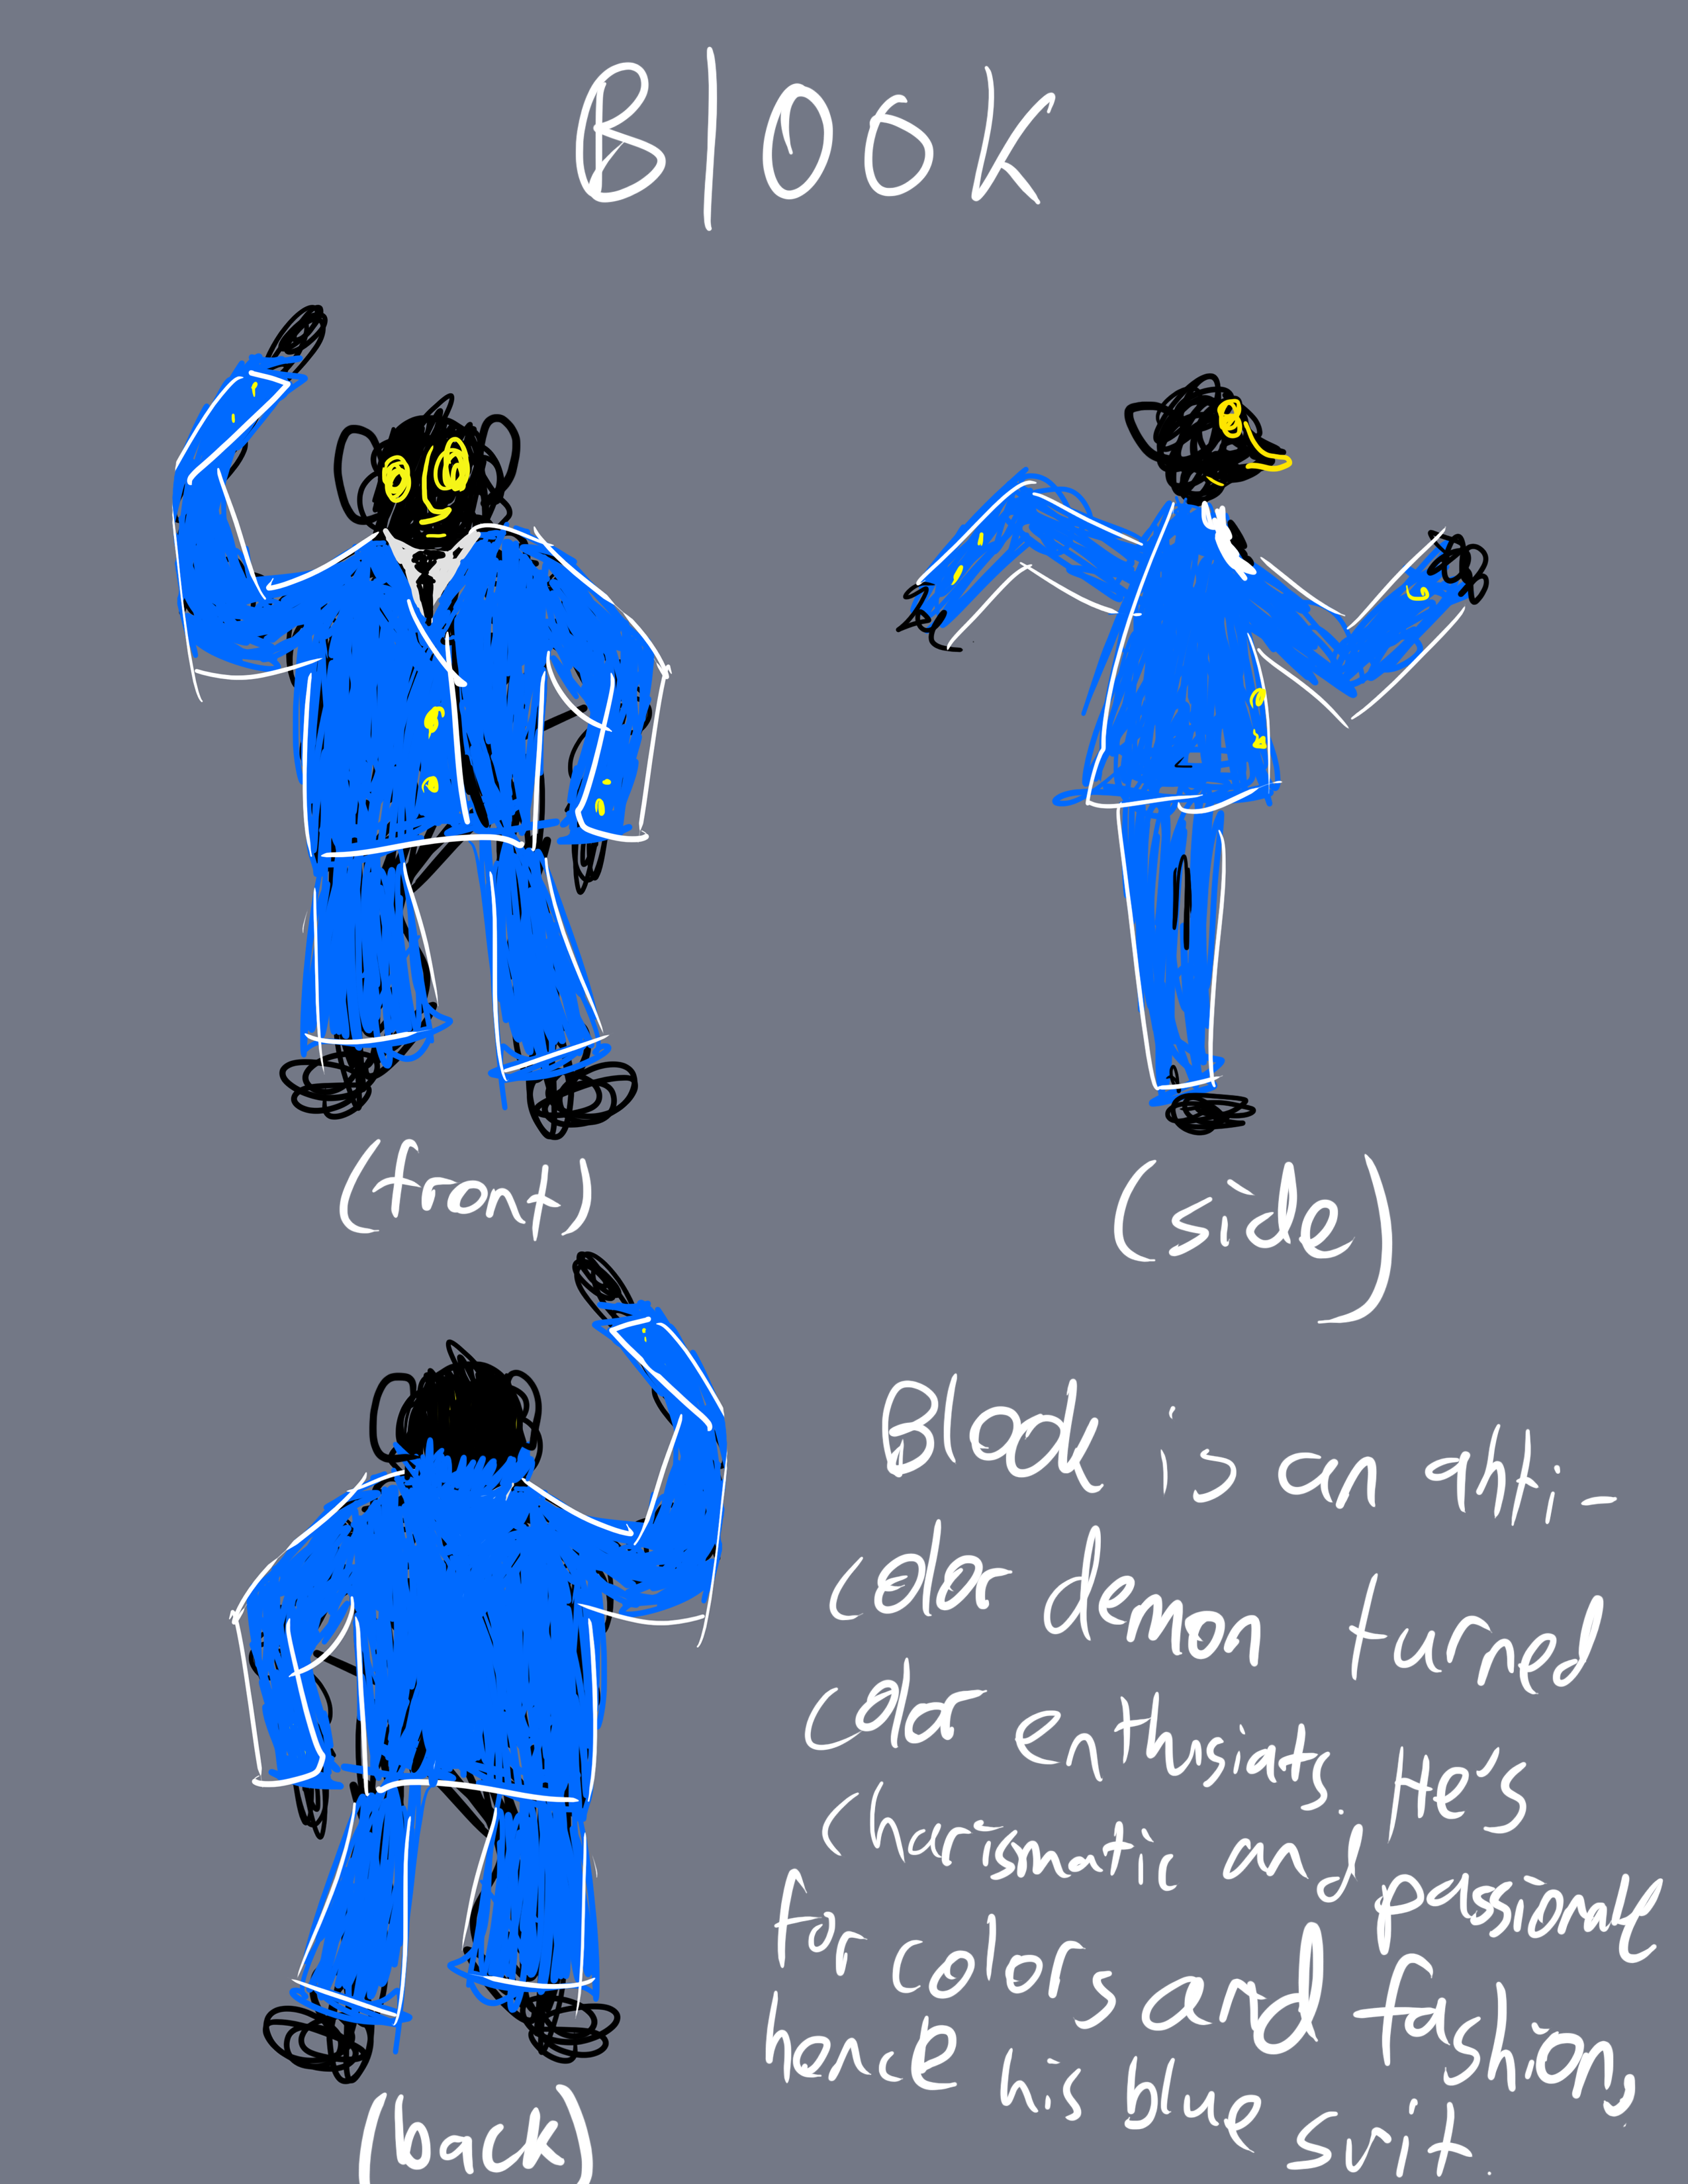 Blook
(front)
(side)
(back)
Blook is an anti-
color demon turned
color enthsiats. He's
charismatic and passionate
for colors and fashion,
hence his blue suit.